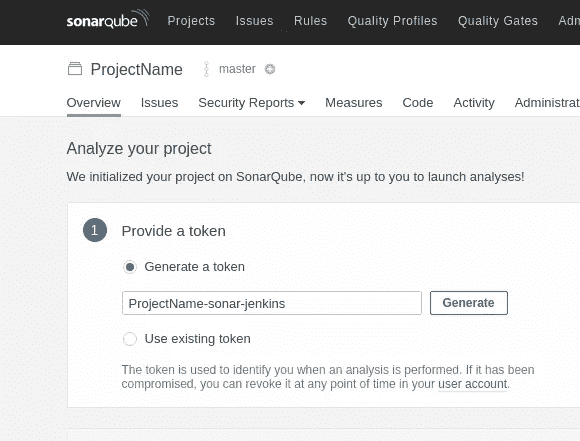 sonarqube Projects Issues Rules Quality Profiles Quality Gates Adm
ProjectName master
Overview Issues Security Reports Measures Code Activity Administrat
Analyze your project
We initialized your project on SonarQube, now it's up to you to launch analyses!
1 Provide a token
Generate a token
ProjectName-sonar-jenkins Generate
Use existing token
The token is used to identify you when an analysis is performed. If it has been
compromised, you can revoke it at any point of time in your user account.